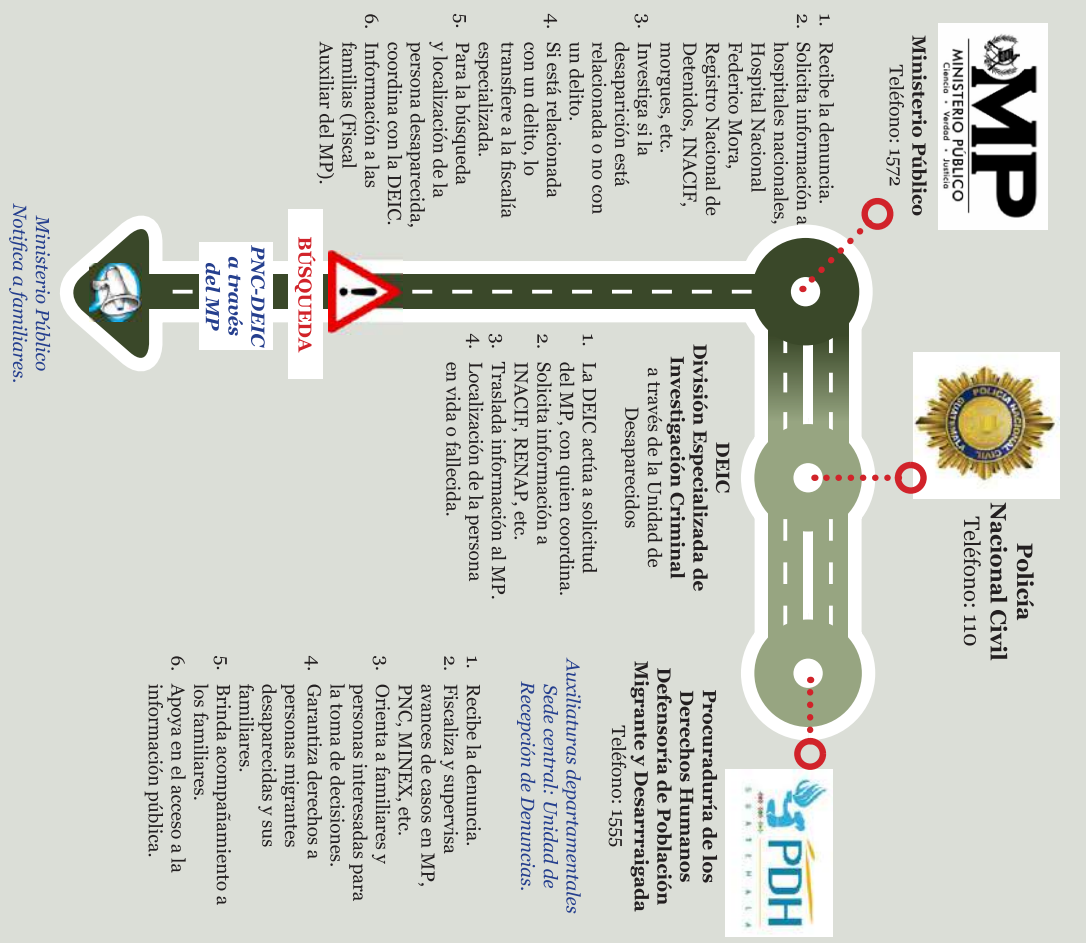 MP
MINISTERIO PÚBLICO
Ciencia • Verdad • Justicia
Ministerio Público
Teléfono: 1572
1. Recibe la denuncia.
2. Solicita información a
hospitales nacionales,
Hospital Nacional
Federico Mora,
Registro Nacional de
Detenidos, INACIF,
morgues, etc.
3. Investiga si la
desaparición está
relacionada o no con
un delito.
4. Si está relacionada
con un delito, lo
transfiere a la fiscalía
especializada.
5. Para la búsqueda
y localización de la
persona desaparecida,
coordina con la DEIC.
6. Información a las
familias (Fiscal
Auxiliar del MP).
POLICIA NACIONAL CIVIL
GUATEMALA
Policía
Nacional Civil
Teléfono: 110
DEIC
División Especializada de
Investigación Criminal
a través de la Unidad de
Desaparecidos
1. La DEIC actúa a solicitud
del MP, con quien coordina.
2. Solicita información a
INACIF, RENAP, etc.
3. Traslada información al MP.
4. Localización de la persona
en vida o fallecida.
PDH
GUATEMALA
Procuraduría de los
Derechos Humanos
Defensoría de Población
Migrante y Desarrraigada
Teléfono: 1555
Auxiliaturas departamentales
Sede central: Unidad de
Recepción de Denuncias.
1. Recibe la denuncia.
2. Fiscaliza y supervisa
avances de casos en MP,
PNC, MINEX, etc.
3. Orienta a familiares y
personas interesadas para
la toma de decisiones.
4. Garantiza derechos a
personas migrantes
desaparecidas y sus
familiares.
5. Brinda acompañamiento a
los familiares.
6. Apoya en el acceso a la
información pública.
!
BÚSQUEDA
PNC-DEIC
a través
del MP
Ministerio Público
Notifica a familiares.